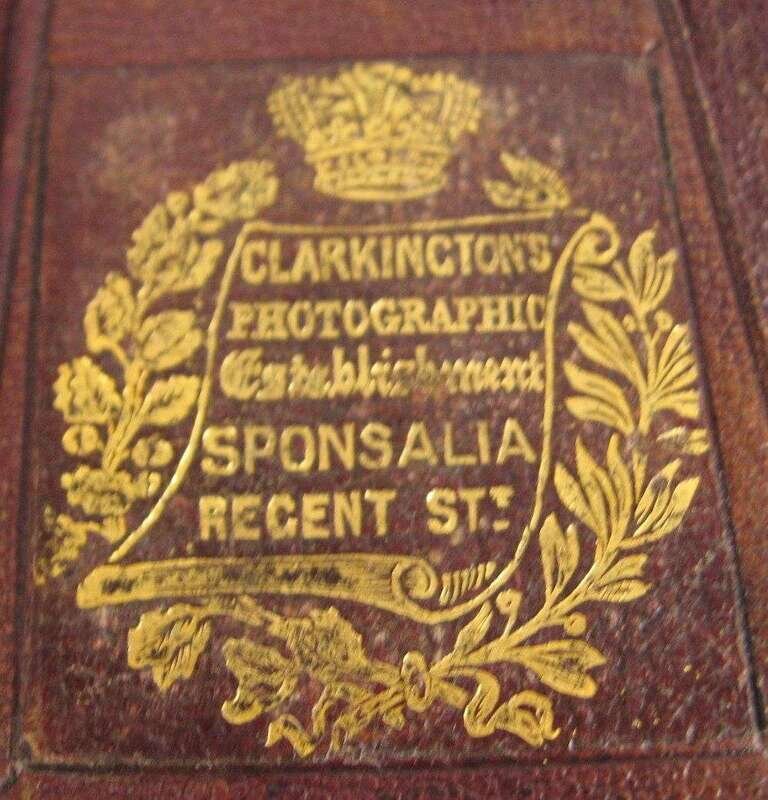 CLARKINGTON'S
PHOTOGRAPHIC
Establishment
SPONSALIA
REGENT ST.T